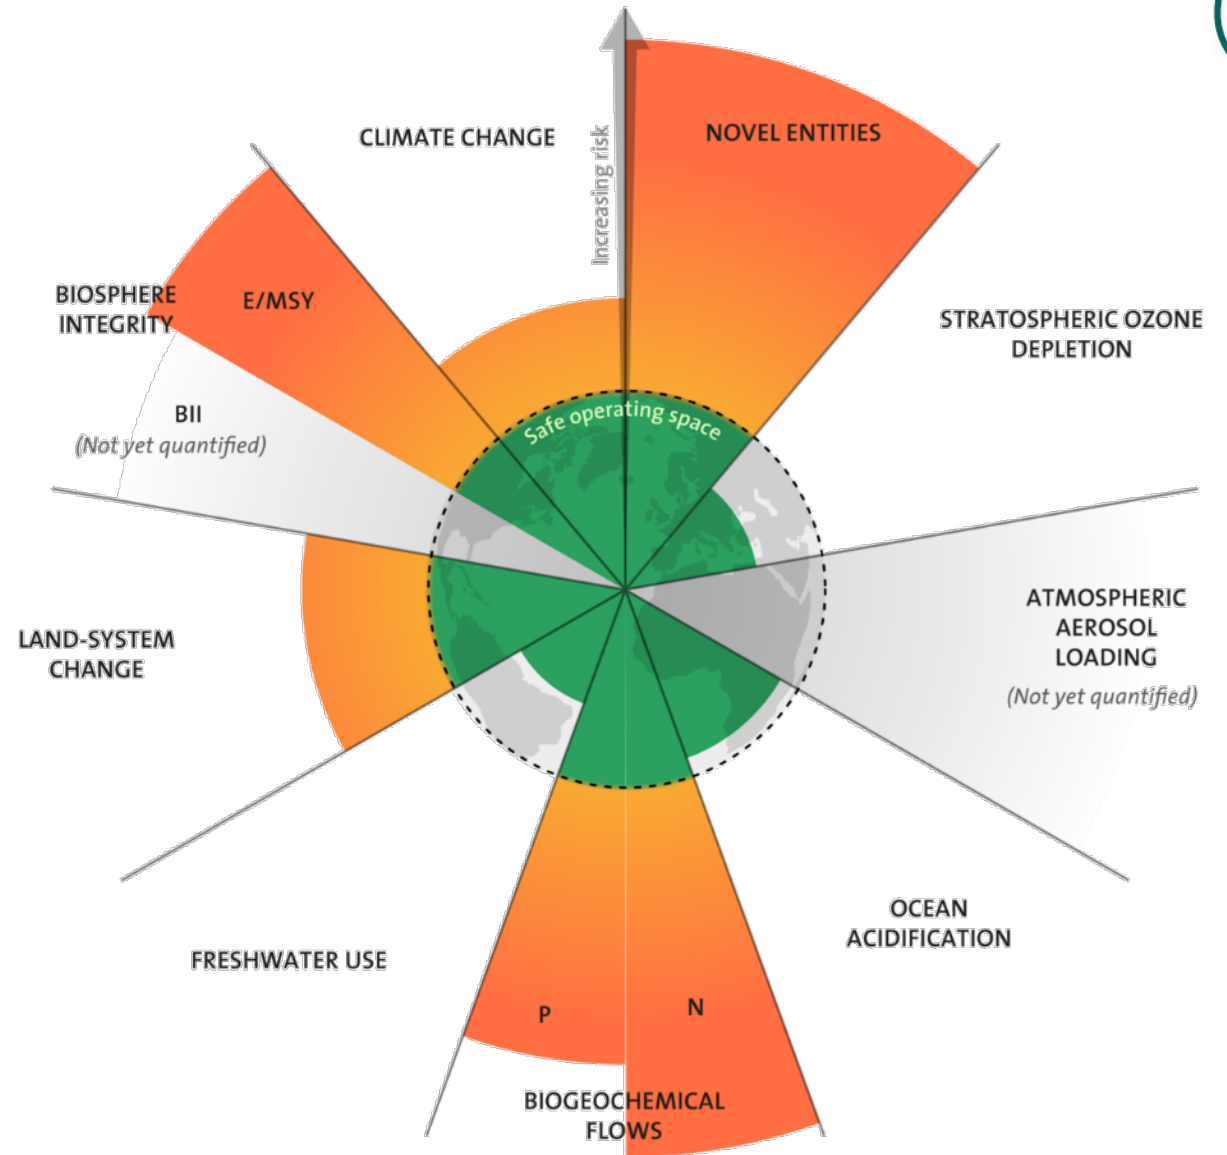 CLIMATE CHANGE
Increasing risk
NOVEL ENTITIES
BIOSPHERE
INTEGRITY
E/MSY
BII
(Not yet quantified)
STRATOSPHERIC OZONE
DEPLETION
Safe operating space
ATMOSPHERIC
AEROSOL
LOADING
(Not yet quantified)
LAND-SYSTEM
CHANGE
OCEAN
ACIDIFICATION
FRESHWATER USE
P
N
BIOGEOCHEMICAL
FLOWS